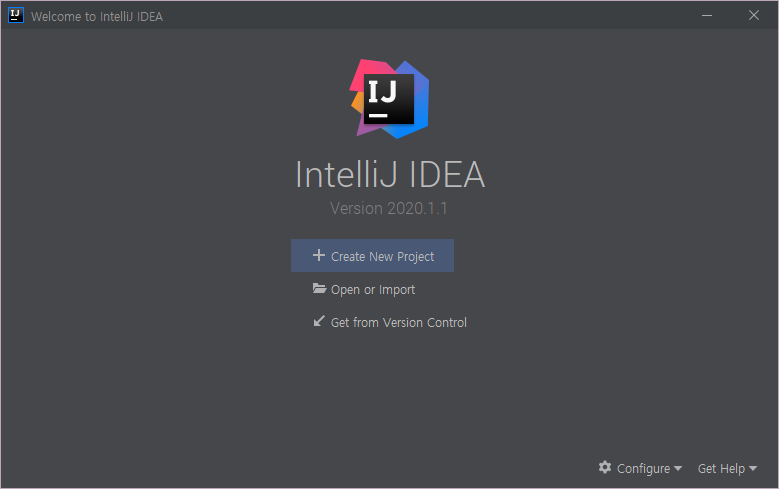 IJ Welcome to IntelliJ IDEA
IJ
IntelliJ IDEA
Version 2020.1.1
Create New Project
Open or Import
Get from Version Control
Configure Get Help